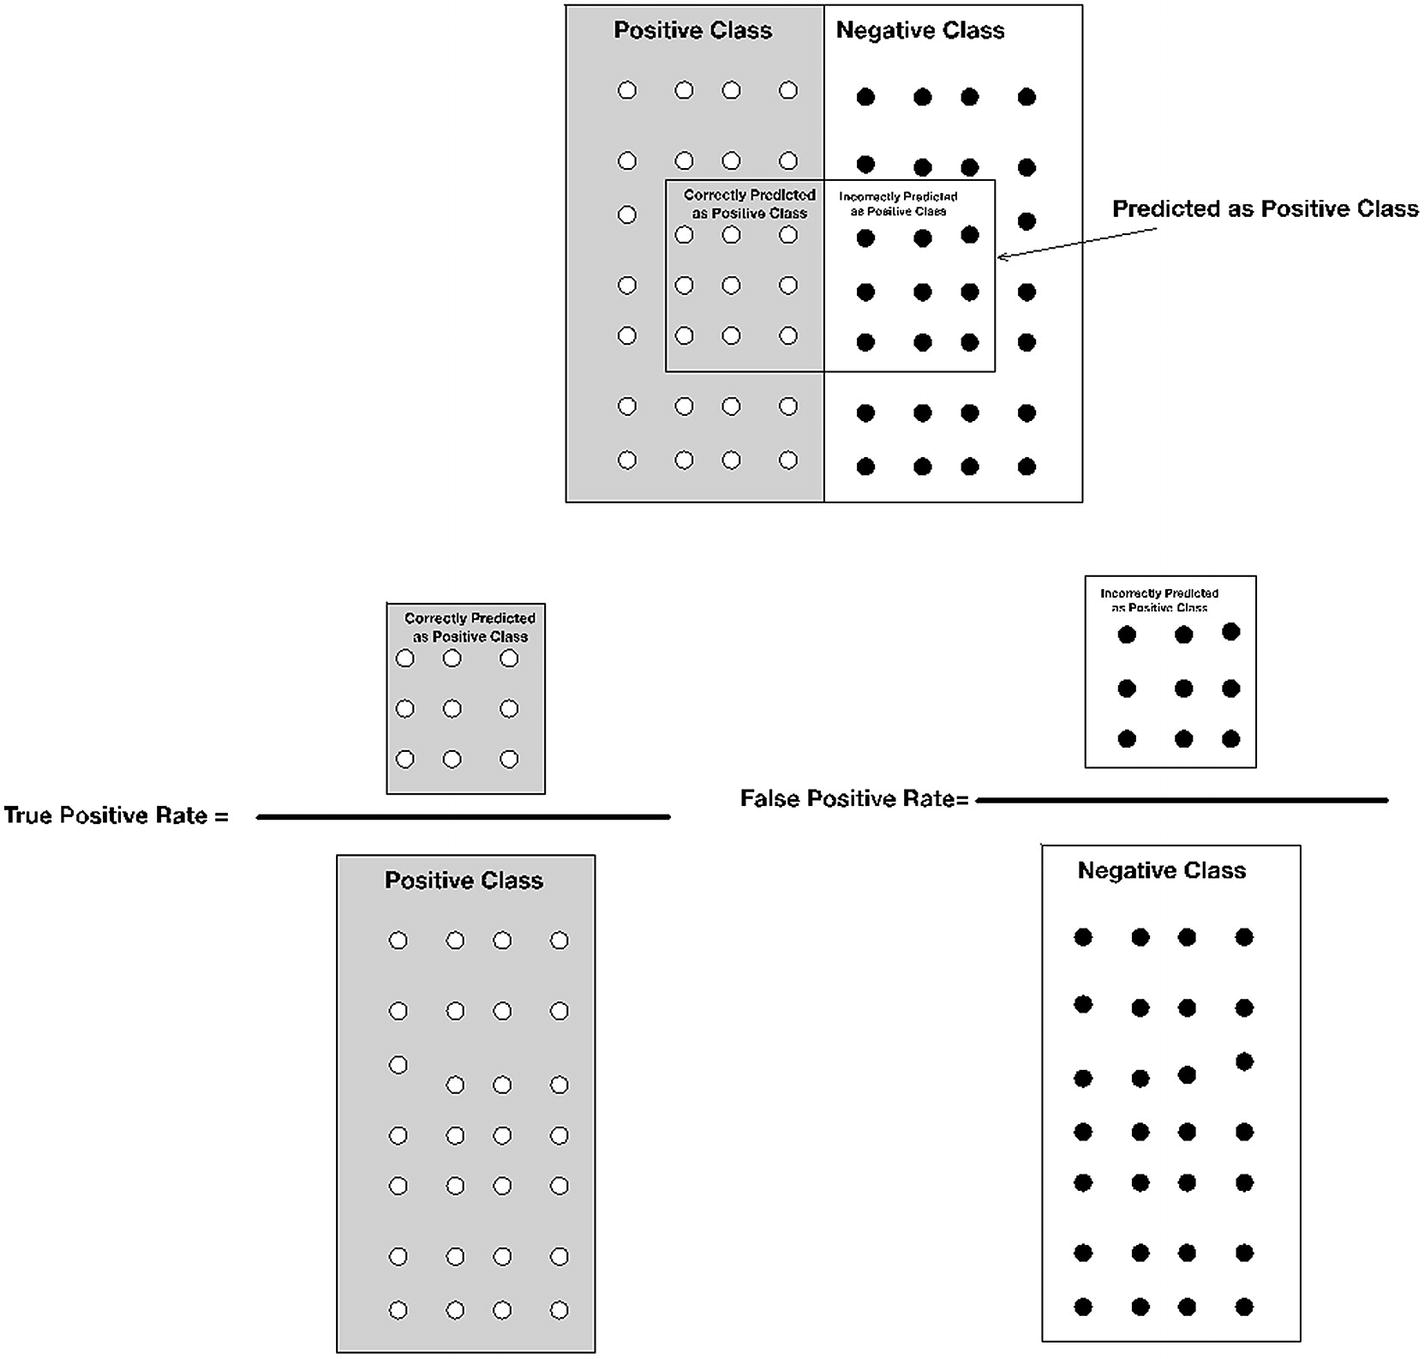 Positive Class
Negative Class
Correctly Predicted
as Positive Class
Incorrectly Predicted
as Positive Class
Predicted as Positive Class
Correctly Predicted
as Positive Class
True Positive Rate =
Positive Class
Incorrectly Predicted
as Positive Class
False Positive Rate=
Negative Class